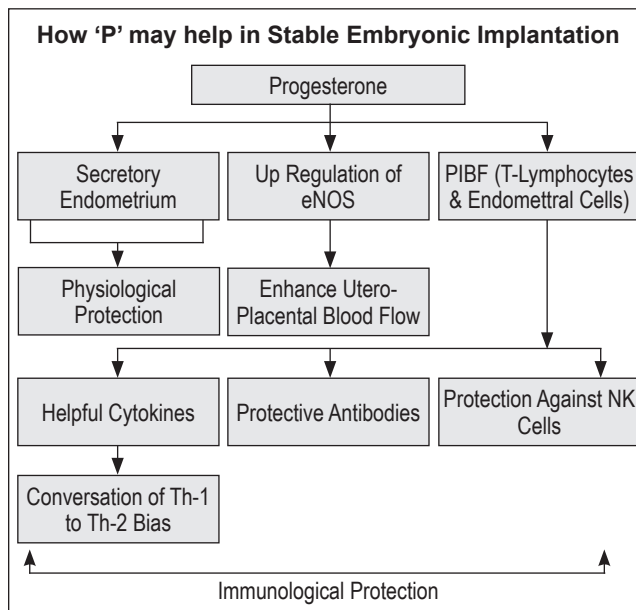 How ‘P’ may help in Stable Embryonic Implantation
Progesterone
Secretory
Endometrium
Up Regulation of
eNOS
PIBF (T-Lymphocytes
& Endomettral Cells)
Physiological
Protection
Enhance Utero-
Placental Blood Flow
Helpful Cytokines
Protective Antibodies
Protection Against NK
Cells
Conversation of Th-1
to Th-2 Bias
Immunological Protection